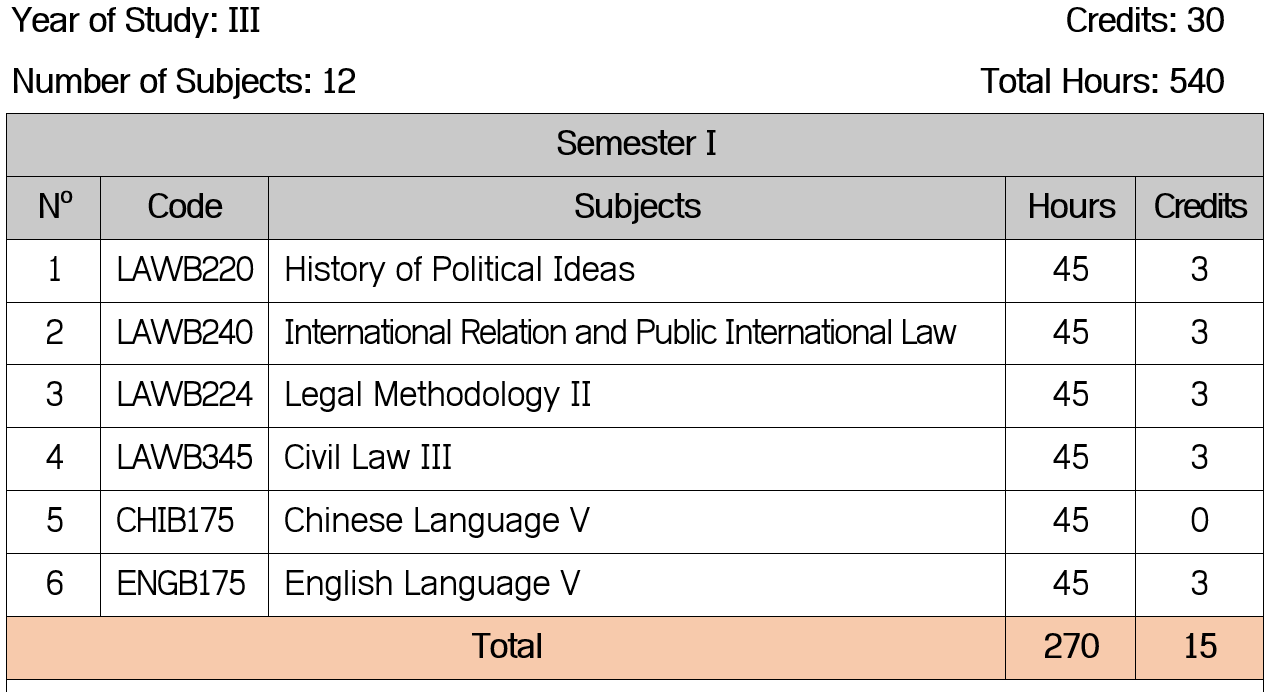 Year of Study: III Credits: 30
Number of Subjects: 12 Total Hours: 540
Semester I
Nº Code Subjects Hours Credits
1 LAWB220 History of Political Ideas 45 3
2 LAWB240 International Relation and Public International Law 45 3
3 LAWB224 Legal Methodology II 45 3
4 LAWB345 Civil Law III 45 3
5 CHIB175 Chinese Language V 45 0
6 ENGB175 English Language V 45 3
Total 270 15